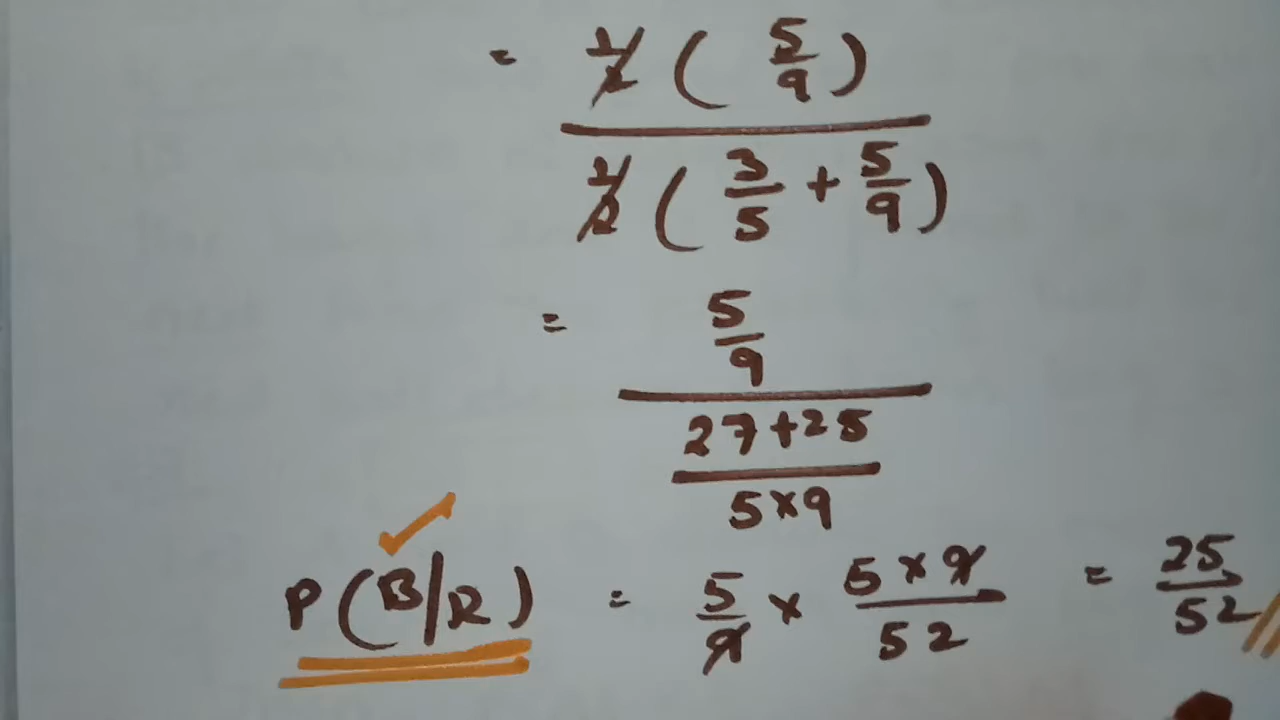 = 1/2 ( 5/9 )
1/2 ( 3/5 + 5/9 )
= 5/9
27+25
5×9
P(B/R) = 5/9 × 5×9/52 = 25/52